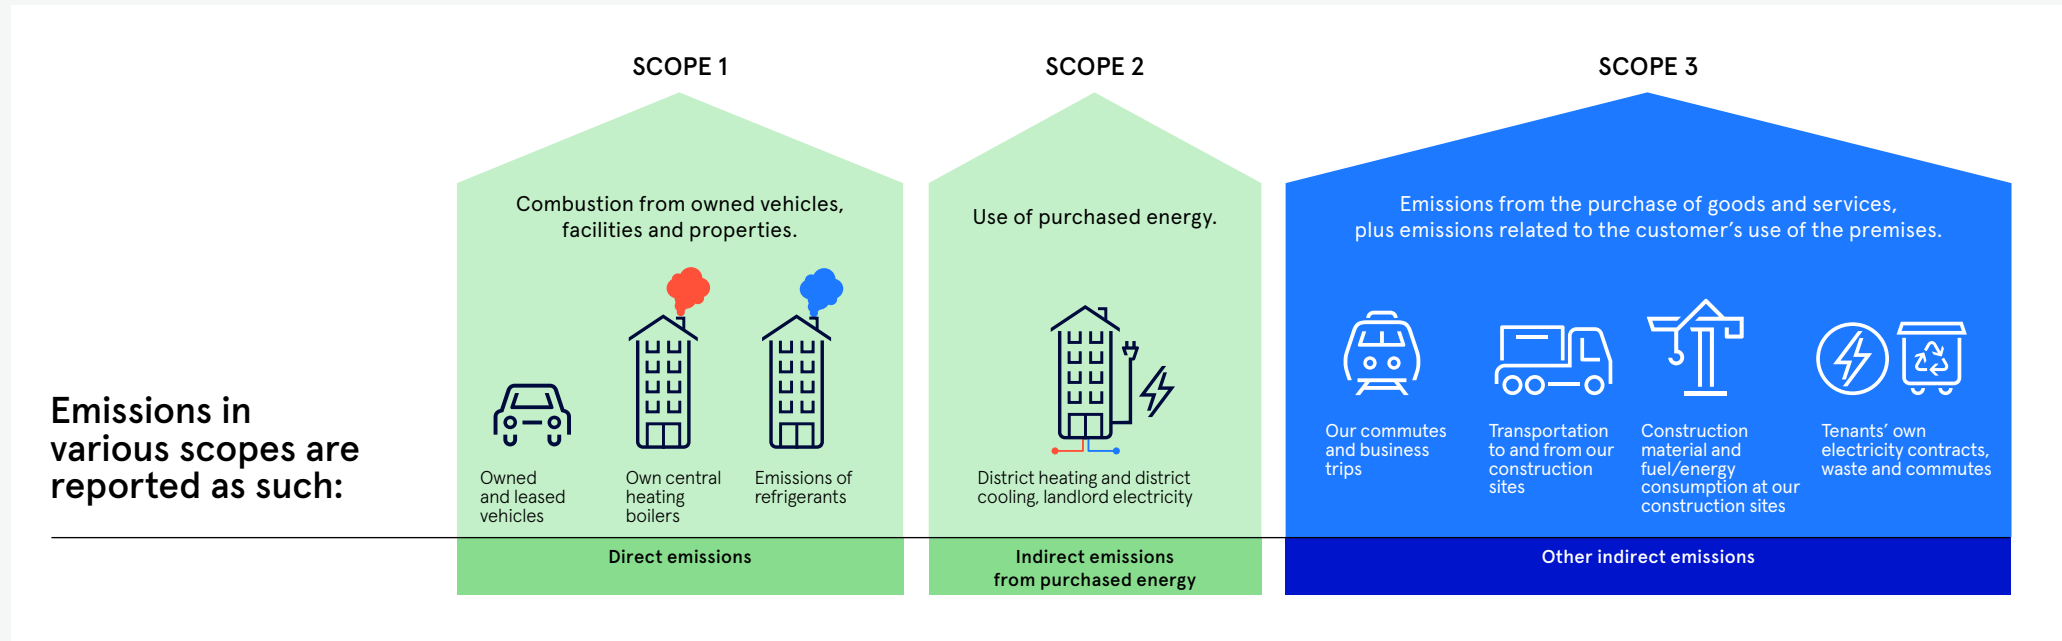 Emissions in
various scopes are
reported as such:
SCOPE 1
Combustion from owned vehicles,
facilities and properties.
Owned
and leased
vehicles
Own central
heating
boilers
Emissions of
refrigerants
Direct emissions
SCOPE 2
Use of purchased energy.
District heating and district
cooling, landlord electricity
Indirect emissions
from purchased energy
SCOPE 3
Emissions from the purchase of goods and services,
plus emissions related to the customer’s use of the premises.
Our commutes
and business
trips
Transportation
to and from our
construction
sites
Construction
material and
fuel/energy
consumption at our
construction sites
Tenants’ own
electricity contracts,
waste and commutes
Other indirect emissions